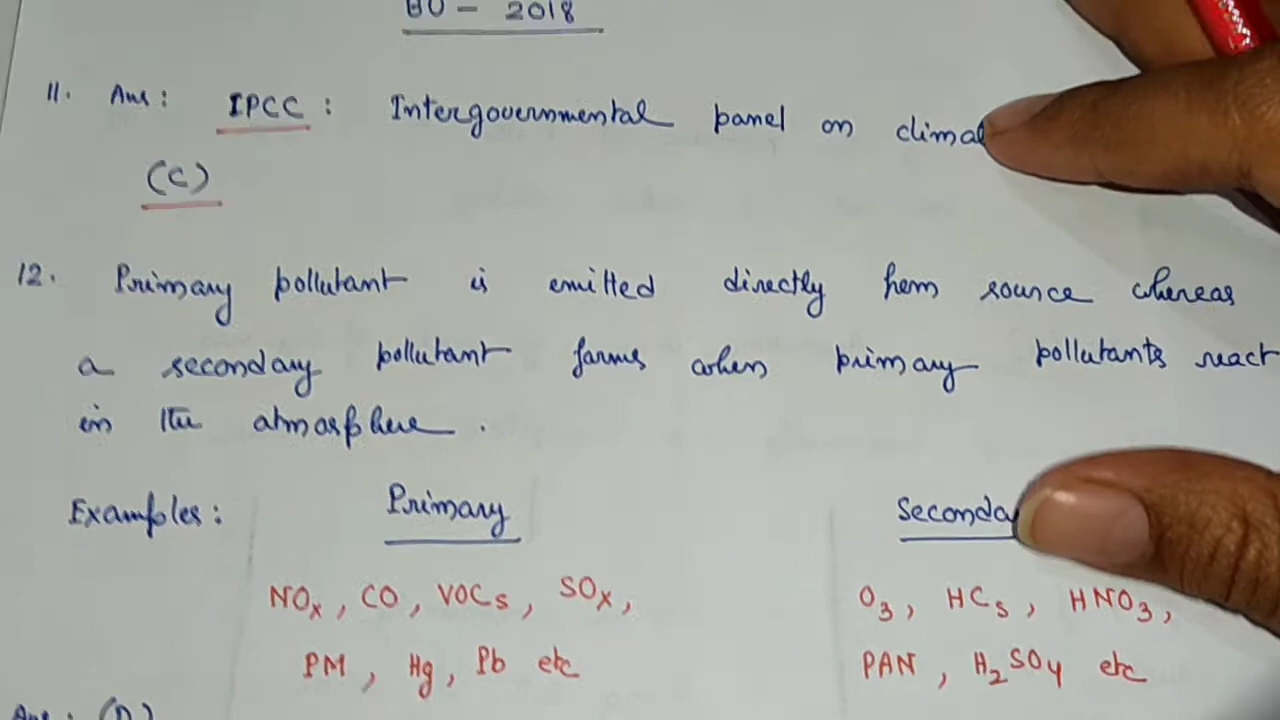 BU - 2018
11. Ans: IPCC : Intergovernmental panel on climat
(C)
12. Primary pollutant is emitted directly from source whereas
a secondary pollutant forms when primary pollutants react
in the atmosphere.
Examples: Primary Seconda
NOx, CO, VOCs, SOx, O3, HCs, HNO3,
PM, Hg, Pb etc PAN, H2SO4 etc
Ans: (D)